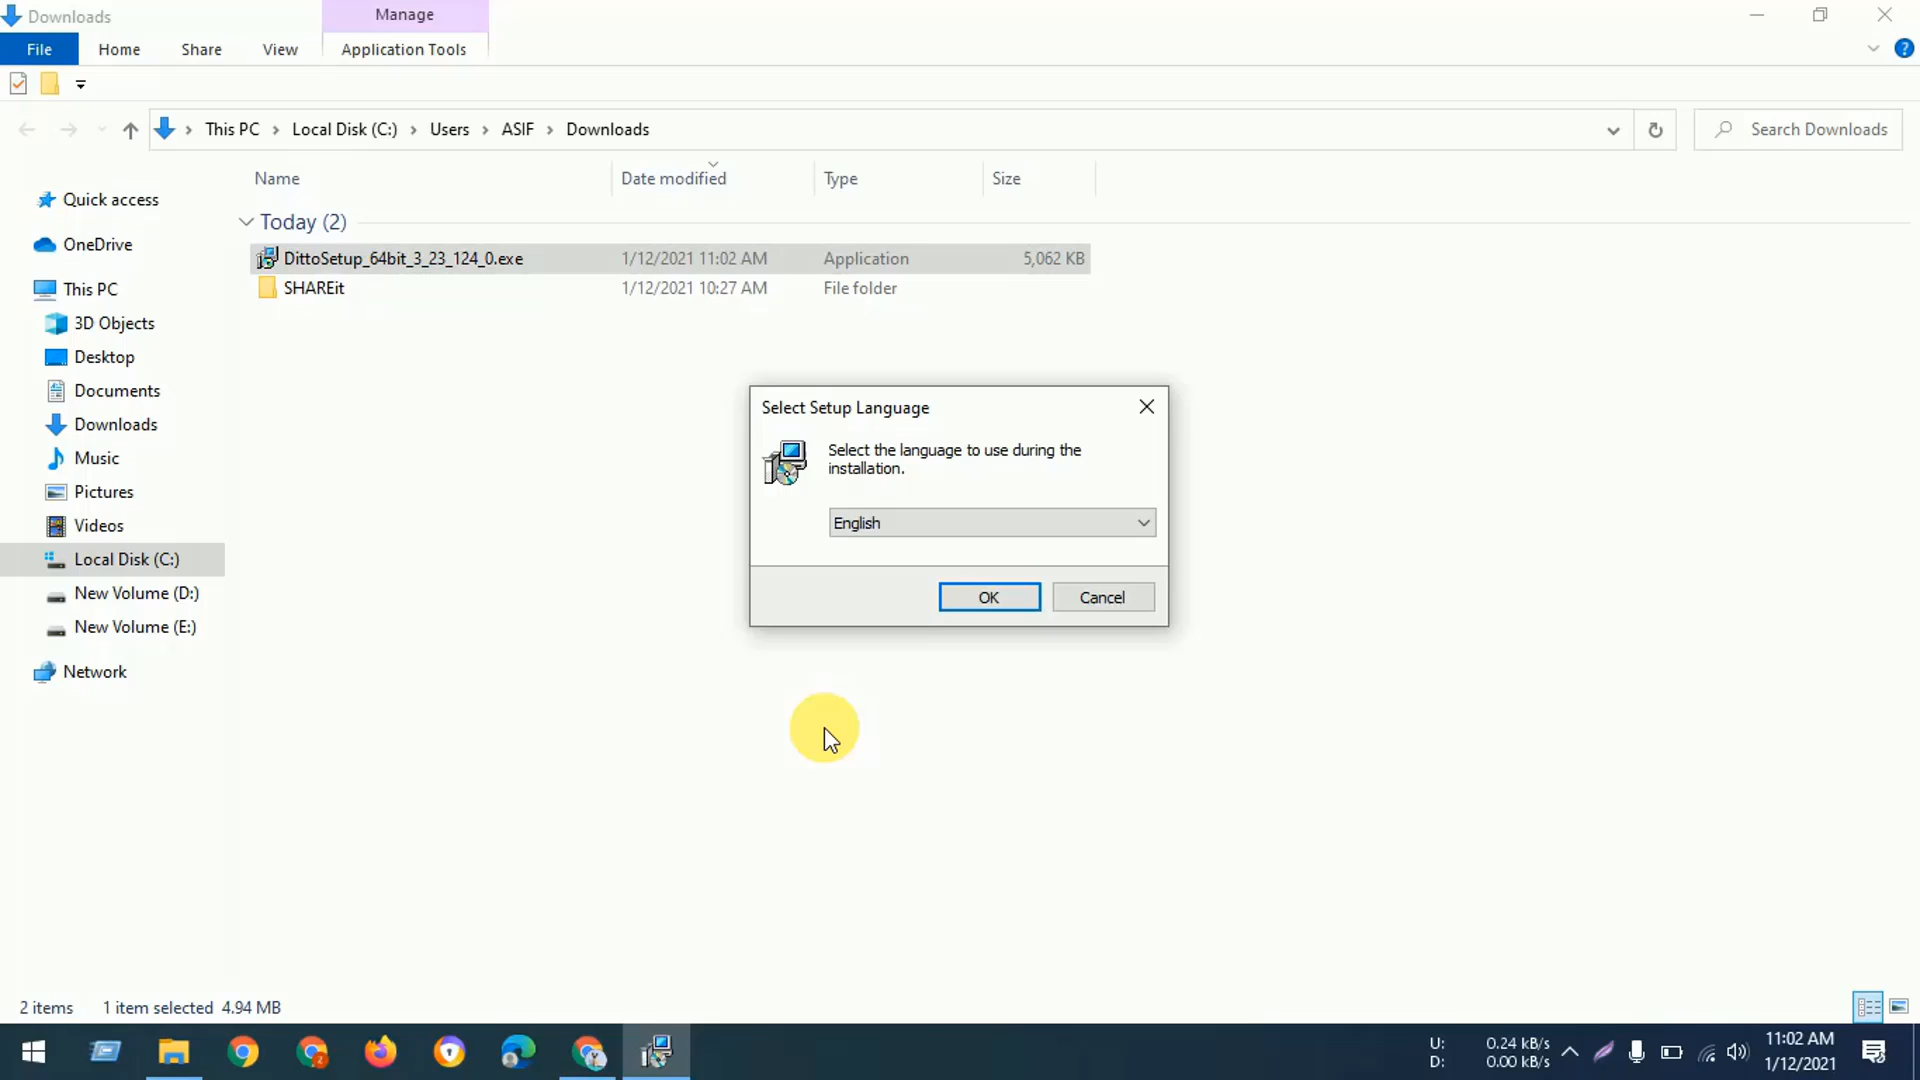 Downloads
Manage
File
Home
Share
View
Application Tools
This PC
Local Disk (C:)
Users
ASIF
Downloads
Search Downloads
Name
Date modified
Type
Size
Quick access
OneDrive
This PC
3D Objects
Desktop
Documents
Downloads
Music
Pictures
Videos
Local Disk (C:)
New Volume (D:)
New Volume (E:)
Network
Today (2)
DittoSetup_64bit_3_23_124_0.exe 1/12/2021 11:02 AM Application 5,062 KB
SHAREit 1/12/2021 10:27 AM File folder
Select Setup Language
Select the language to use during the
installation.
English
OK
Cancel
2 items 1 item selected 4.94 MB
2
U: 0.24 kB/s
D: 0.00 kB/s
11:02 AM
1/12/2021